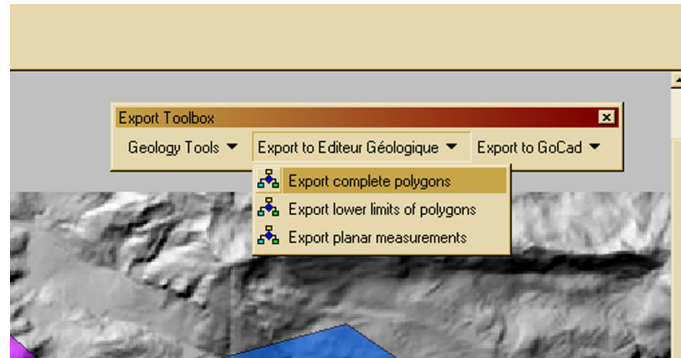 Export Toolbox
Geology Tools Export to Editeur Géologique Export to GoCad
Export complete polygons
Export lower limits of polygons
Export planar measurements